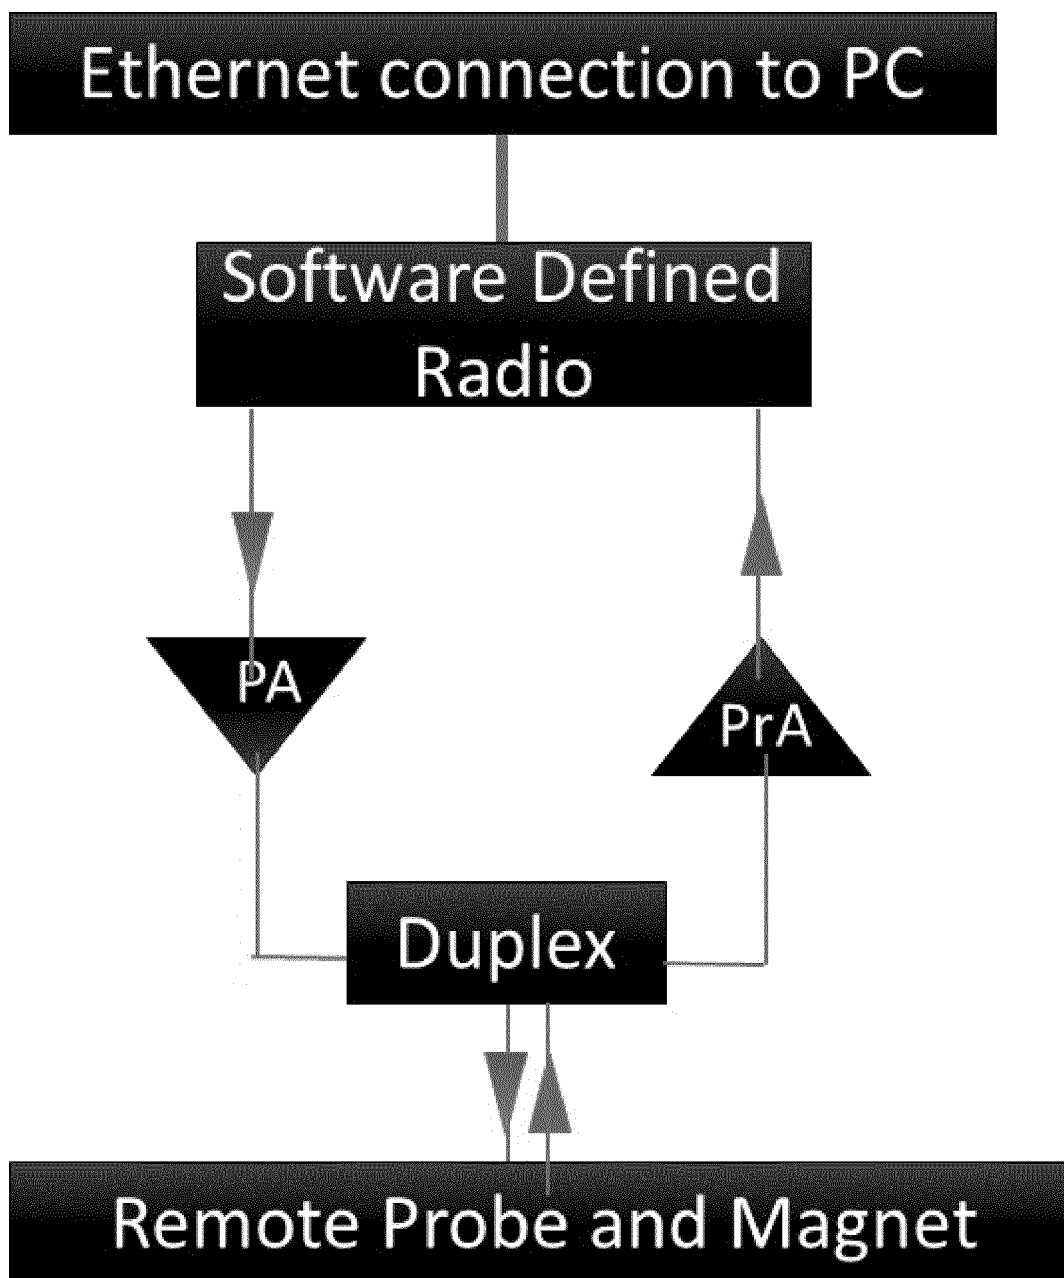 Ethernet connection to PC
Software Defined
Radio
PA
PrA
Duplex
Remote Probe and Magnet